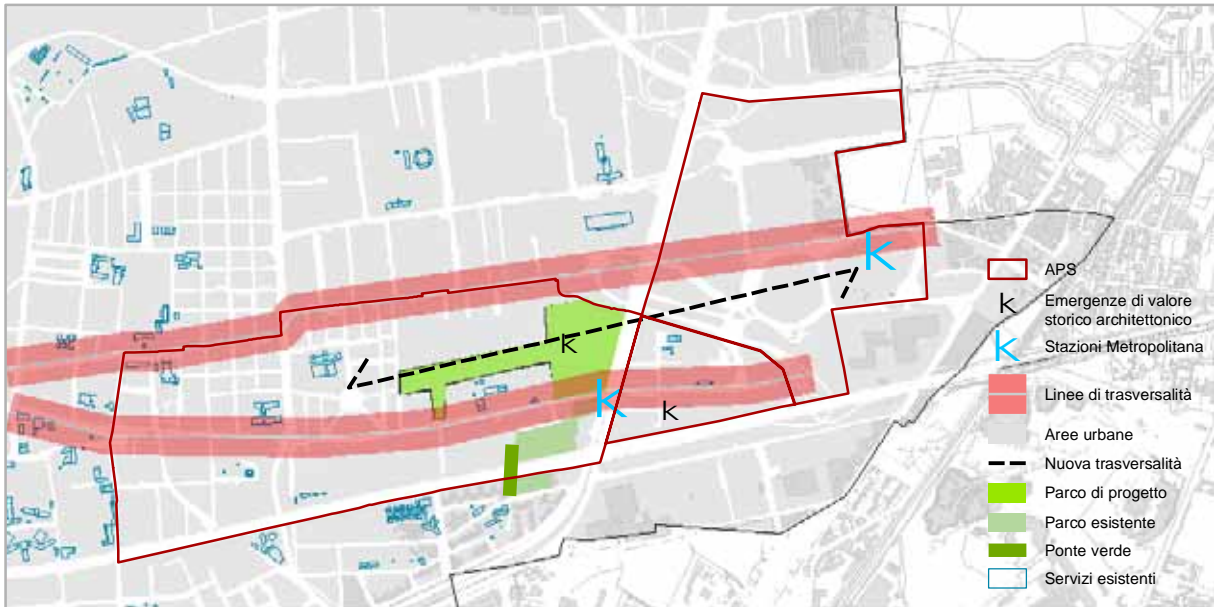 APS
Emergenze di valore
storico architettonico
Stazioni Metropolitana
Linee di trasversalità
Aree urbane
Nuova trasversalità
Parco di progetto
Parco esistente
Ponte verde
Servizi esistenti